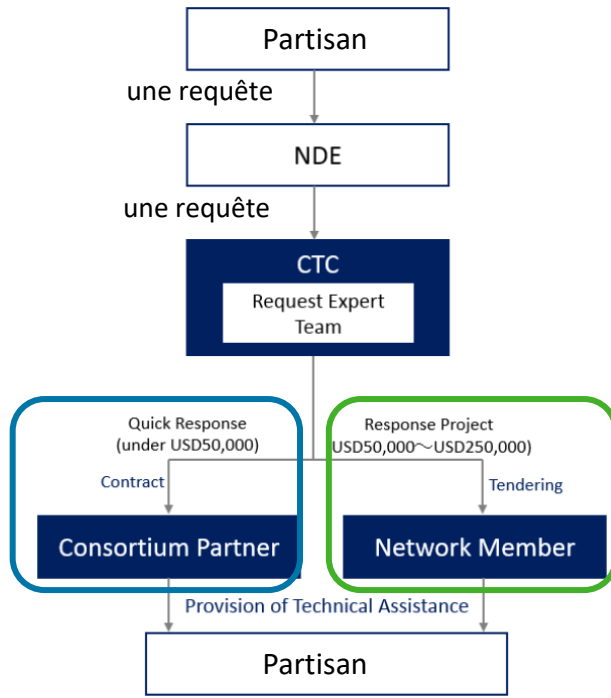 Partisan
une requête
NDE
une requête
CTC
Request Expert
Team
Quick Response
(under USD50,000)
Response Project
USD50,000～USD250,000)
Contract
Tendering
Consortium Partner
Network Member
Provision of Technical Assistance
Partisan